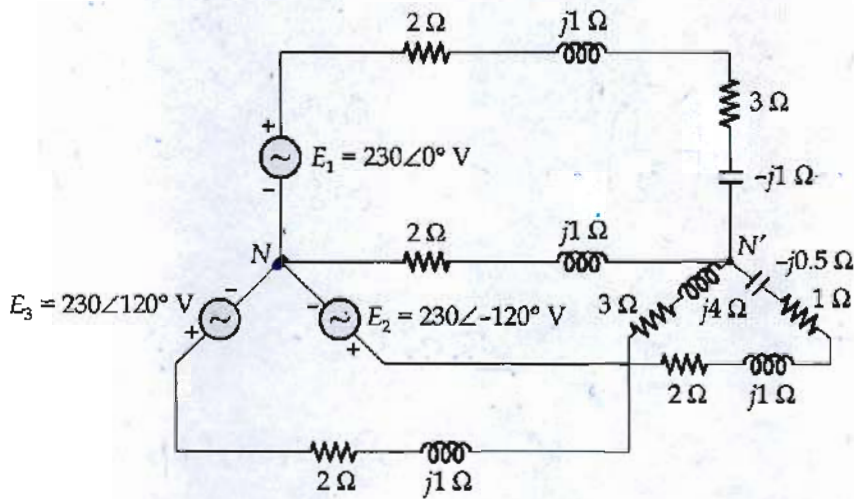 2 Ω
j1 Ω
3 Ω
+
E₁ = 230∠0° V
−
−j1 Ω
2 Ω
j1 Ω
N
N′
−j0.5 Ω
E₃ = 230∠120° V
−
+
−
E₂ = 230∠−120° V
+
3 Ω
j4 Ω
1 Ω
2 Ω
j1 Ω
2 Ω
j1 Ω